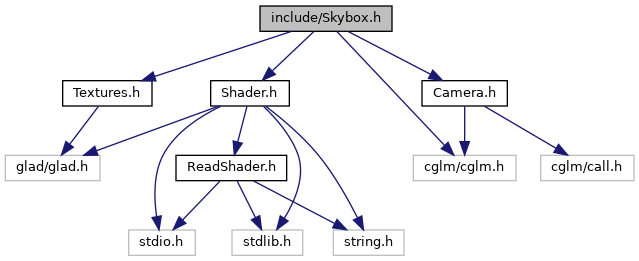 include/Skybox.h
Textures.h
Shader.h
Camera.h
glad/glad.h
ReadShader.h
cglm/cglm.h
cglm/call.h
stdio.h
stdlib.h
string.h